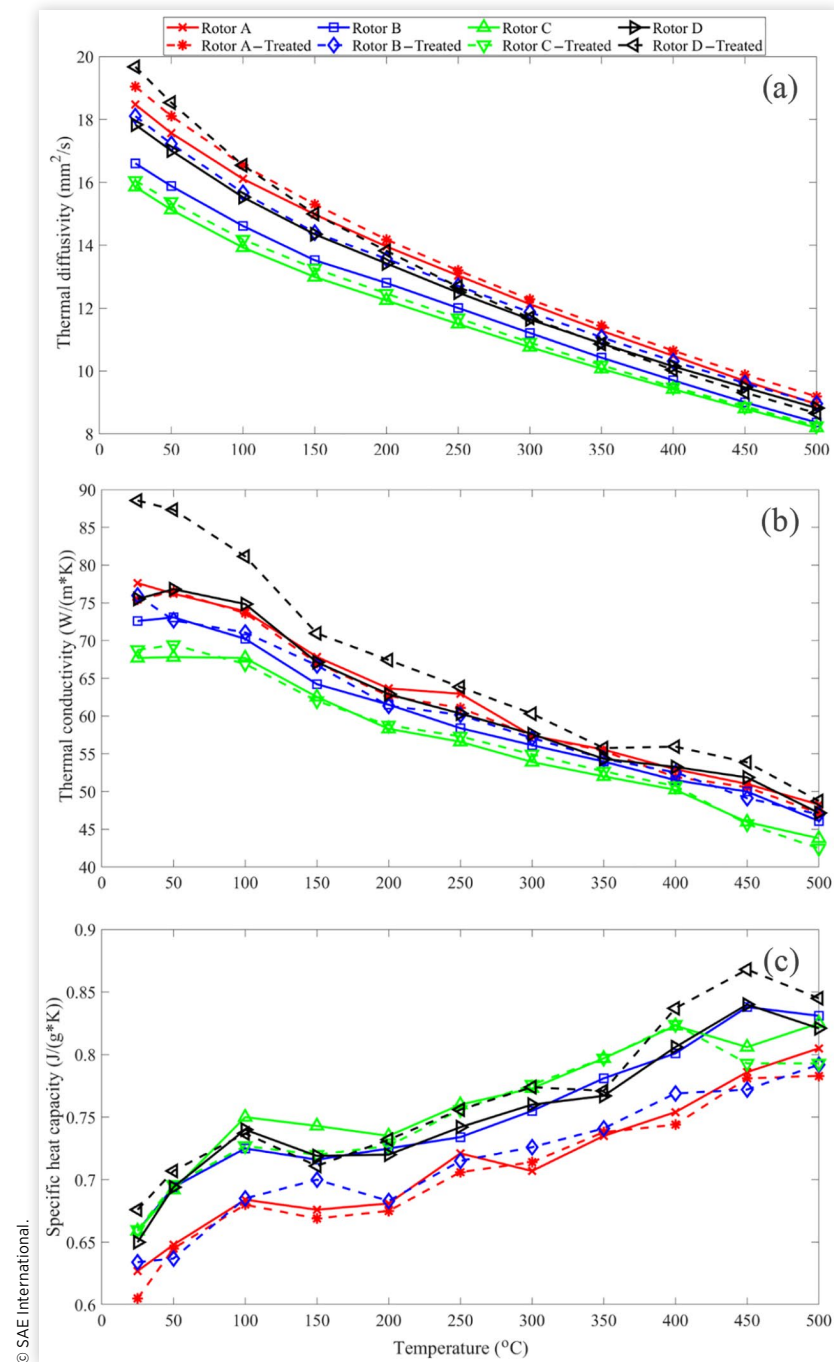 Rotor A Rotor B Rotor C Rotor D
Rotor A–Treated Rotor B–Treated Rotor C–Treated Rotor D–Treated
(a)
Thermal diffusivity (mm²/s)
20
18
16
14
12
10
8
0 50 100 150 200 250 300 350 400 450 500
(b)
Thermal conductivity (W/(m*K))
90
85
80
75
70
65
60
55
50
45
40
0 50 100 150 200 250 300 350 400 450 500
(c)
Specific heat capacity (J/(g*K))
0.9
0.85
0.8
0.75
0.7
0.65
0.6
0 50 100 150 200 250 300 350 400 450 500
Temperature (°C)
© SAE International.